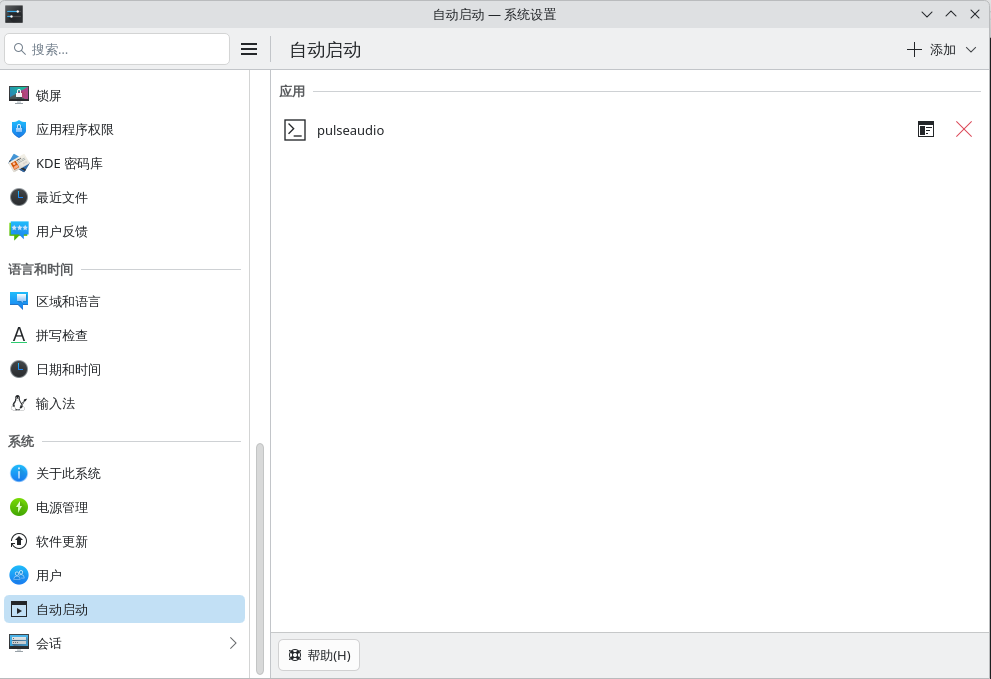 自动启动 — 系统设置
搜索...
自动启动
添加
锁屏
应用程序权限
KDE 密码库
最近文件
用户反馈
语言和时间
区域和语言
拼写检查
日期和时间
输入法
系统
关于此系统
电源管理
软件更新
用户
自动启动
会话
应用
pulseaudio
帮助(H)